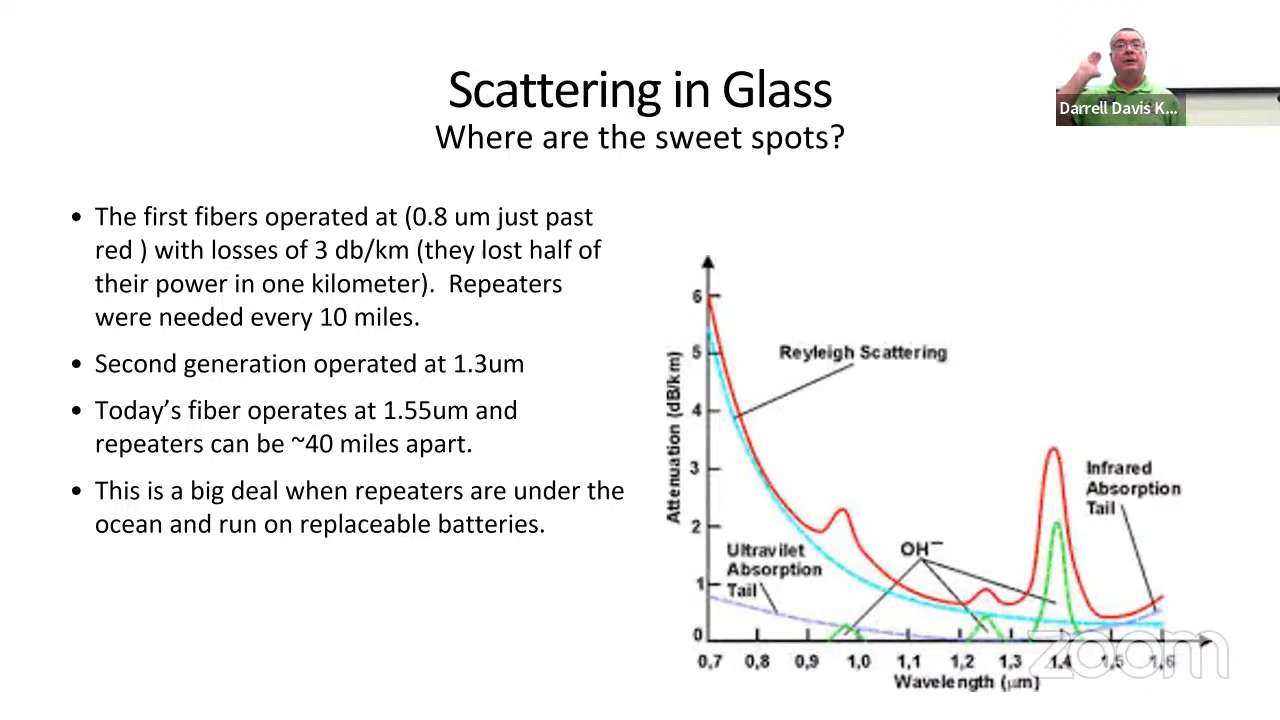 Scattering in Glass
Where are the sweet spots?
Darrell Davis K...
• The first fibers operated at (0.8 um just past
red ) with losses of 3 db/km (they lost half of
their power in one kilometer). Repeaters
were needed every 10 miles.
• Second generation operated at 1.3um
• Today's fiber operates at 1.55um and
repeaters can be ~40 miles apart.
• This is a big deal when repeaters are under the
ocean and run on replaceable batteries.
Attenuation (dB/km)
6
5
4
3
2
1
0
Reyleigh Scattering
Infrared
Absorption
Tail
OH⁻
Ultravilet
Absorption
Tail
0,7 0,8 0,9 1,0 1,1 1,2 1,3 1,4 1,5 1,6
Wavelength (μm)
zoom